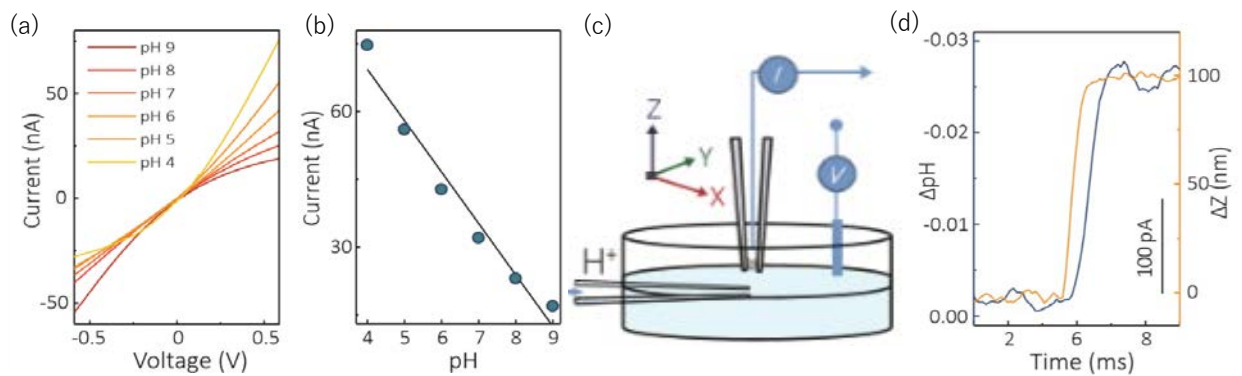 (a)
Current (nA)
50
0
-50
-0.5
0
0.5
Voltage (V)
pH 9
pH 8
pH 7
pH 6
pH 5
pH 4
(b)
Current (nA)
60
30
4 5 6 7 8 9
pH
(c)
I
V
Z
Y
X
H⁺
(d)
-0.03
-0.02
-0.01
0.00
ΔpH
100
50
0
ΔZ (nm)
100 pA
2 4 6 8
Time (ms)